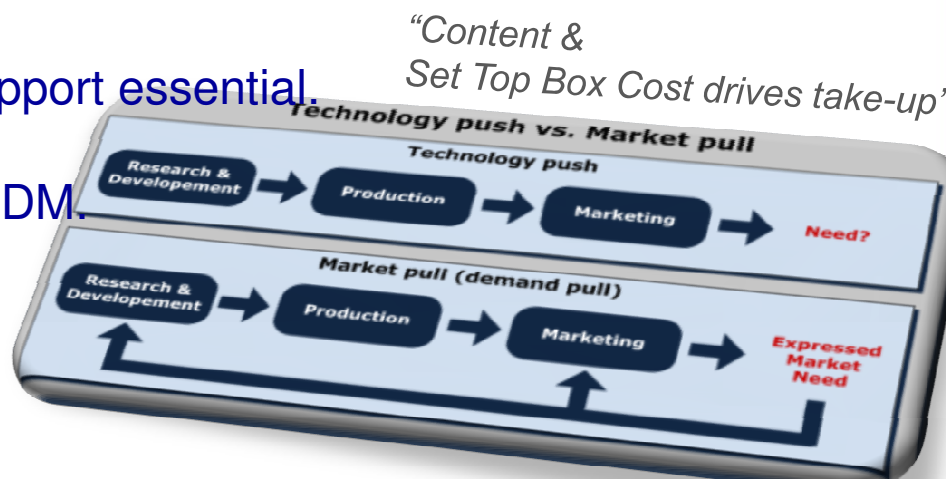 “Content &
Set Top Box Cost drives take-up”
pport essential.
DM.
Technology push vs. Market pull
Technology push
Research &
Developement
Production
Marketing
Need?
Market pull (demand pull)
Research &
Developement
Production
Marketing
Expressed
Market
Need